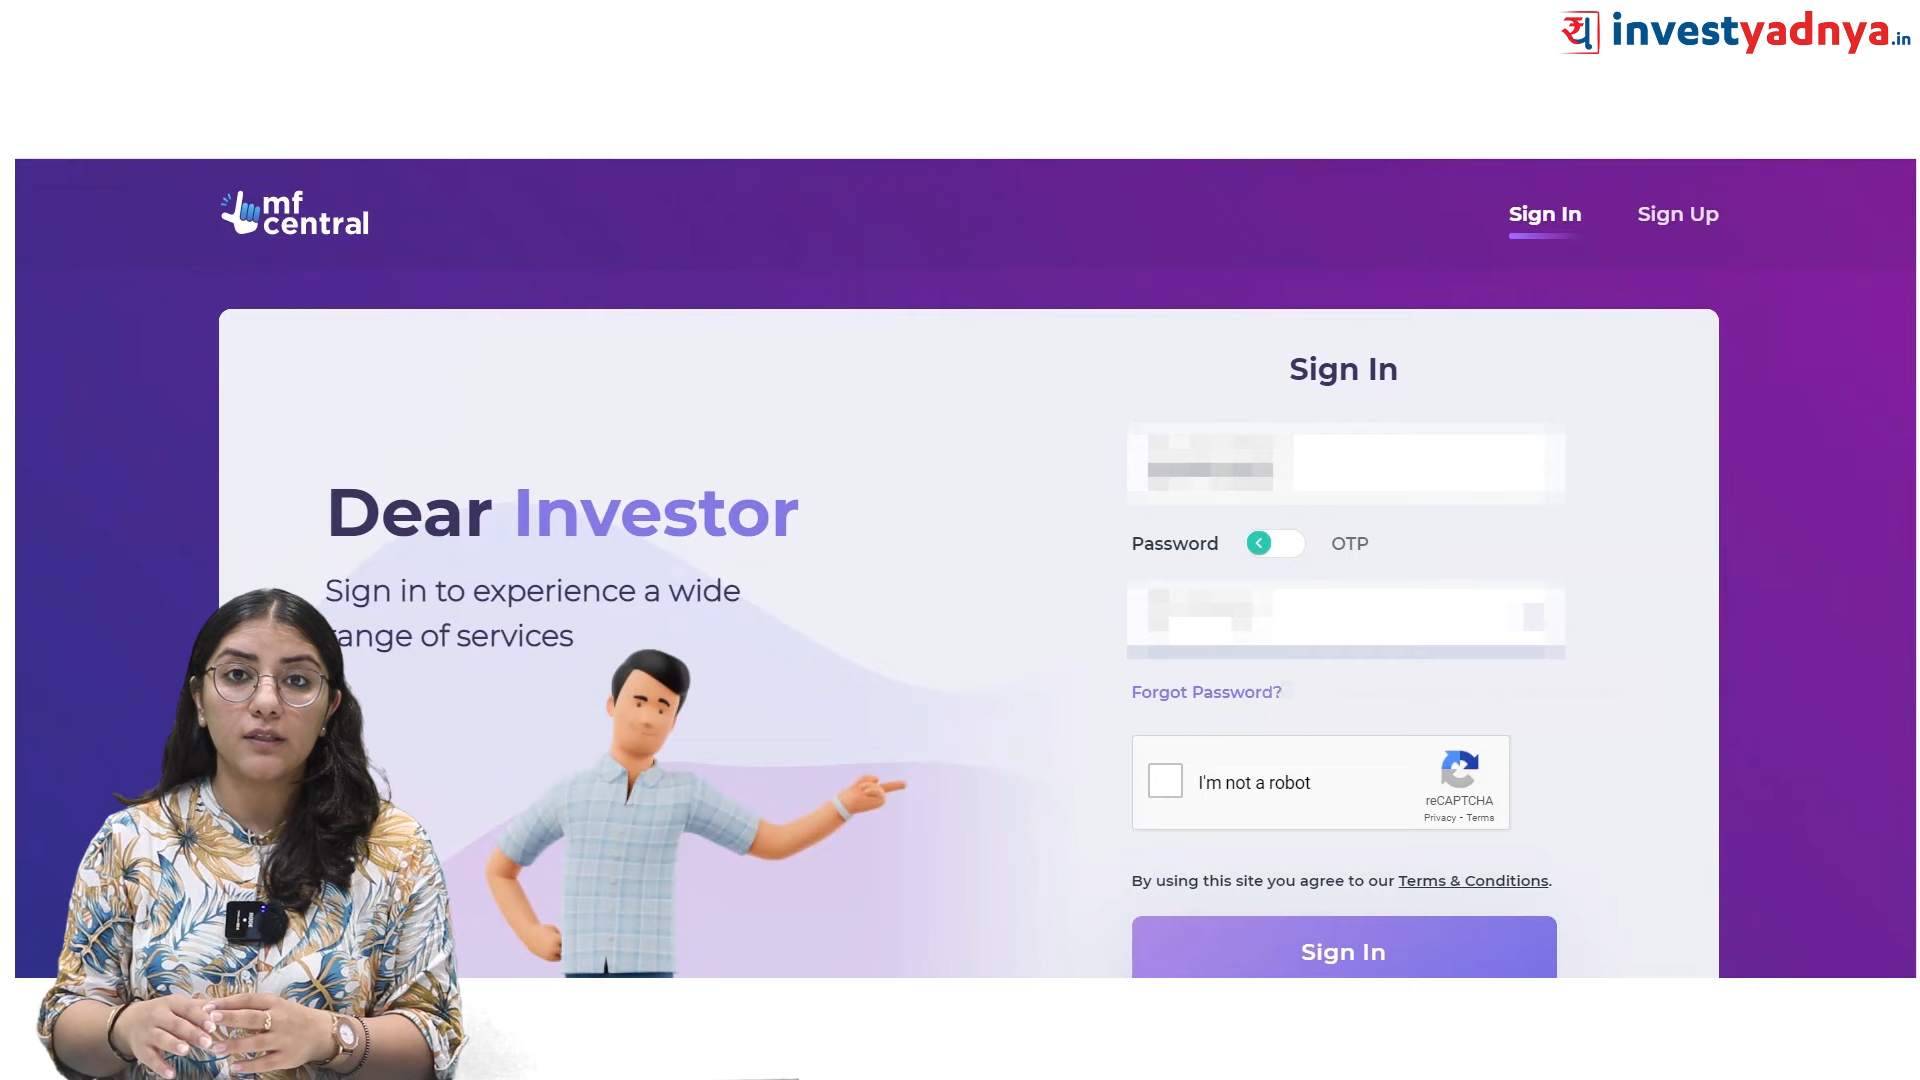 investyadnya.in
mf
central
Sign In
Sign Up
Sign In
Dear Investor
Password
OTP
Sign in to experience a wide
range of services
Forgot Password?
I'm not a robot
reCAPTCHA
Privacy - Terms
By using this site you agree to our Terms & Conditions.
Sign In